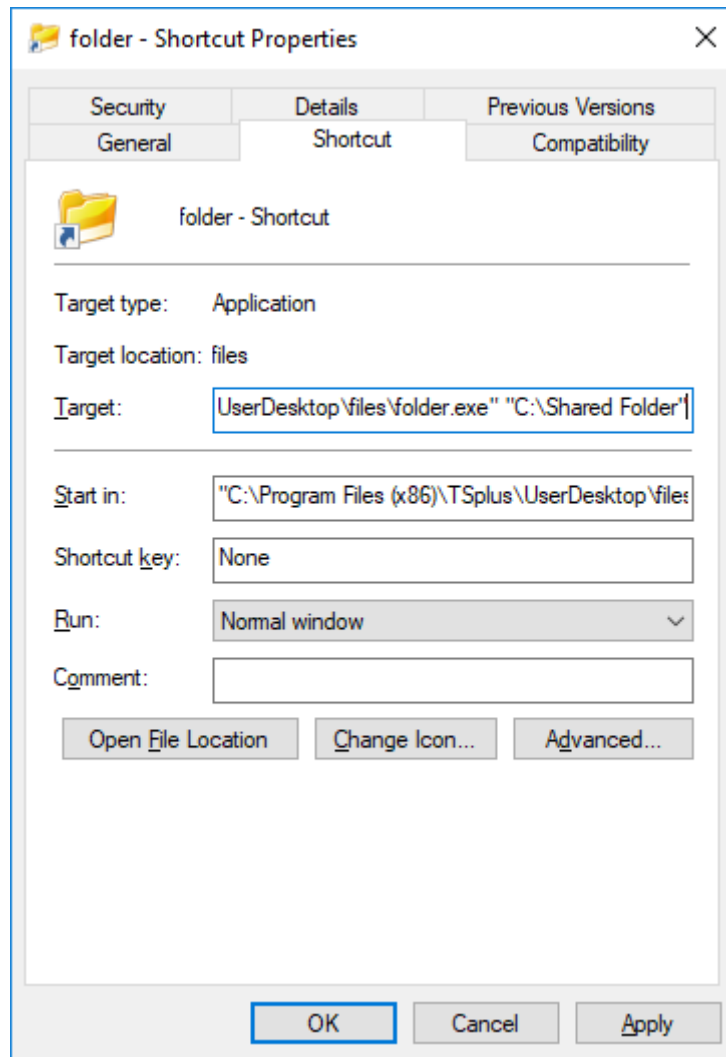 folder - Shortcut Properties
Security Details Previous Versions
General Shortcut Compatibility
folder - Shortcut
Target type: Application
Target location: files
Target: UserDesktop\files\folder.exe" "C:\Shared Folder"
Start in: "C:\Program Files (x86)\TSplus\UserDesktop\files
Shortcut key: None
Run: Normal window
Comment:
Open File Location Change Icon... Advanced...
OK Cancel Apply